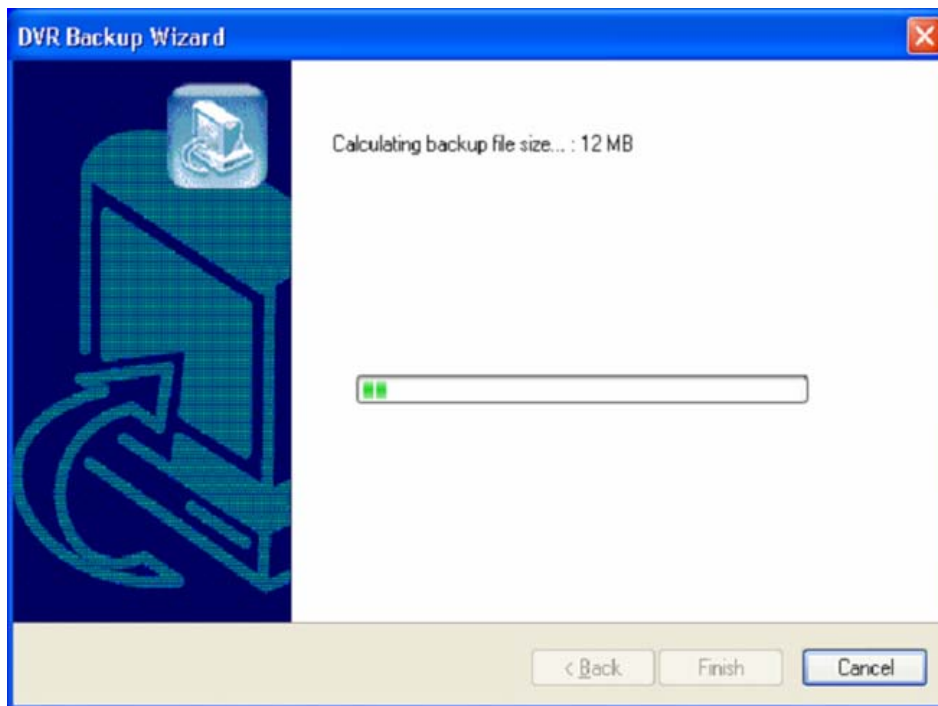 DVR Backup Wizard
Calculating backup file size... : 12 MB
< Back
Finish
Cancel